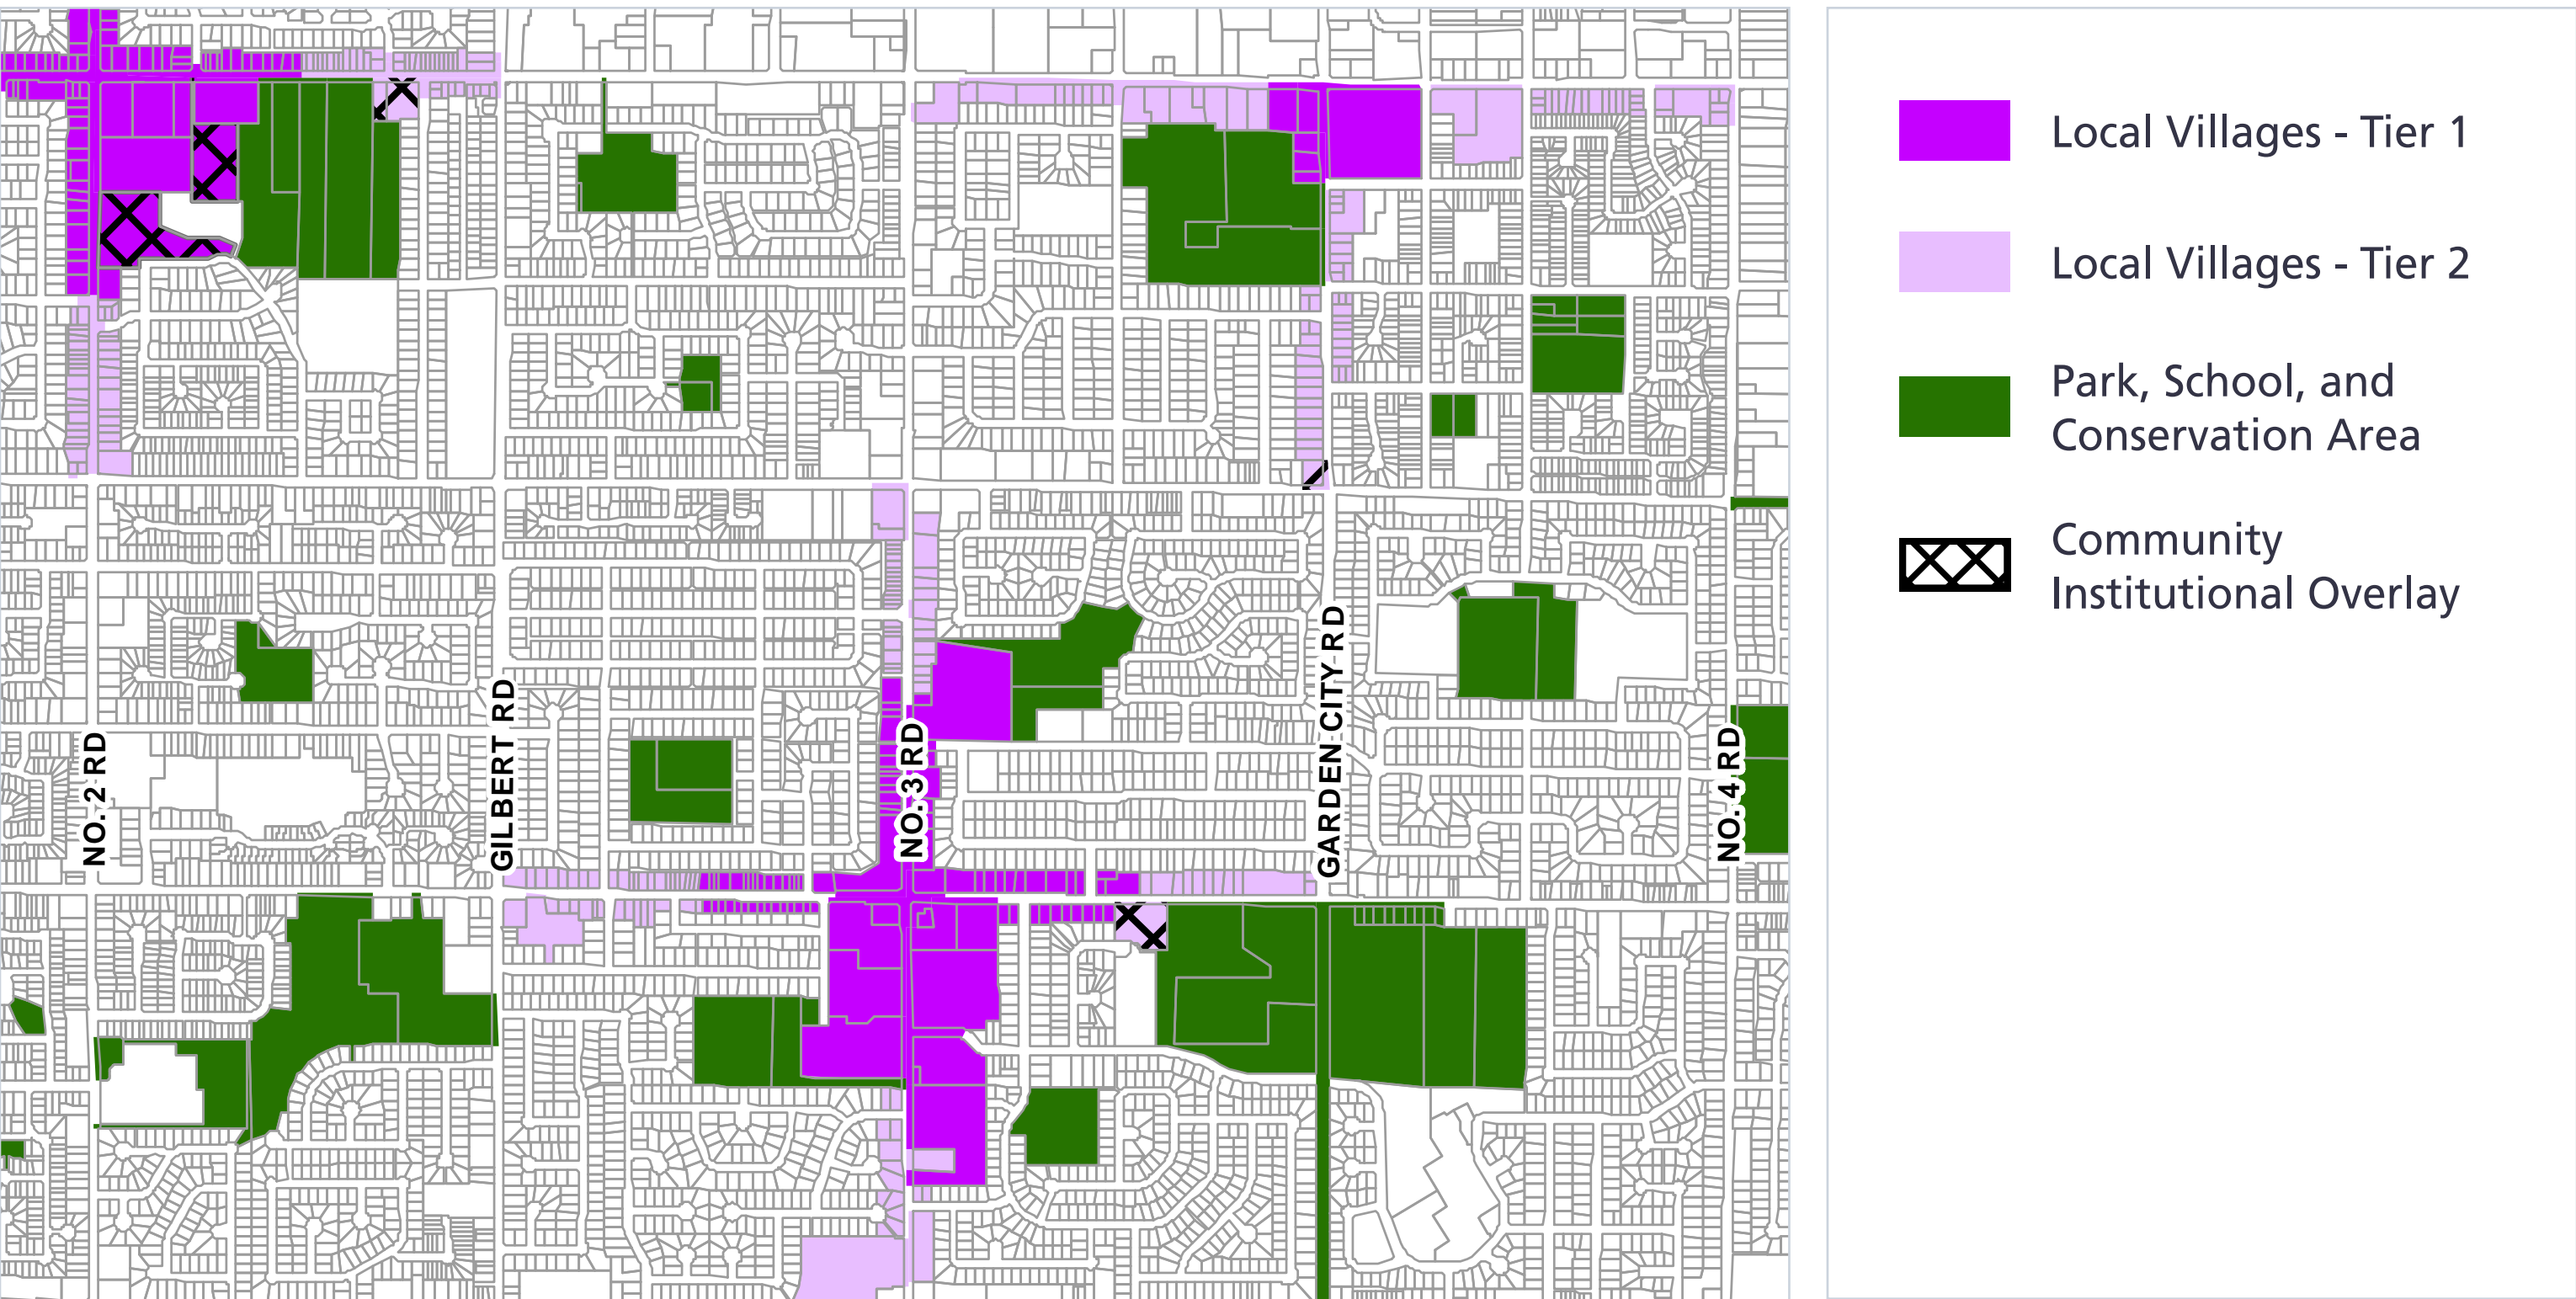 NO. 2 RD
GILBERT RD
NO. 3 RD
GARDEN CITY RD
NO. 4 RD
Local Villages - Tier 1
Local Villages - Tier 2
Park, School, and
Conservation Area
Community
Institutional Overlay